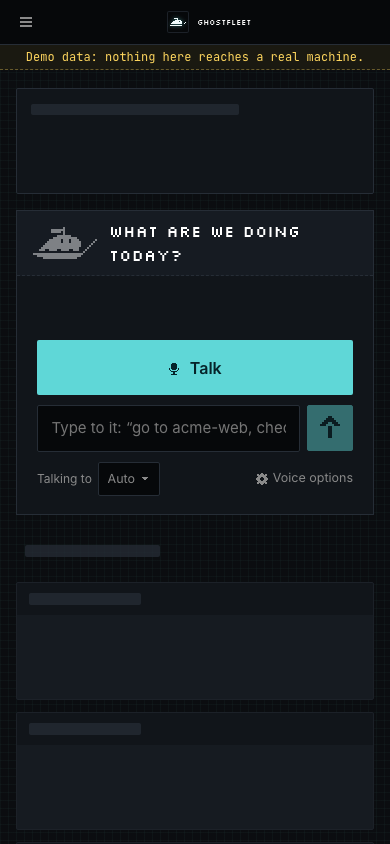 GHOSTFLEET
Demo data: nothing here reaches a real machine.
WHAT ARE WE DOING
TODAY?
Talk
Type to it: “go to acme-web, chec
Talking to
Auto
Voice options